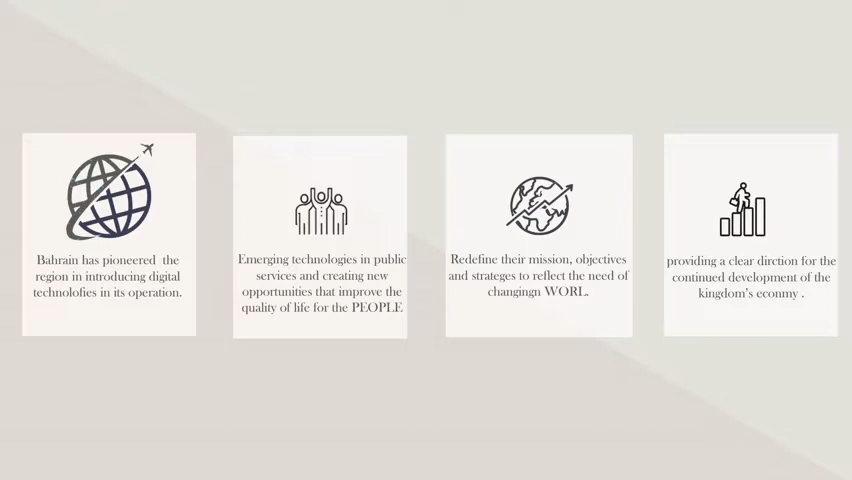 Bahrain has pioneered the
region in introducing digital
technolofies in its operation.
Emerging technologies in public
services and creating new
opportunities that improve the
quality of life for the PEOPLE
Redefine their mission, objectives
and strateges to reflect the need of
changingn WORL.
providing a clear dirction for the
continued development of the
kingdom's econmy .